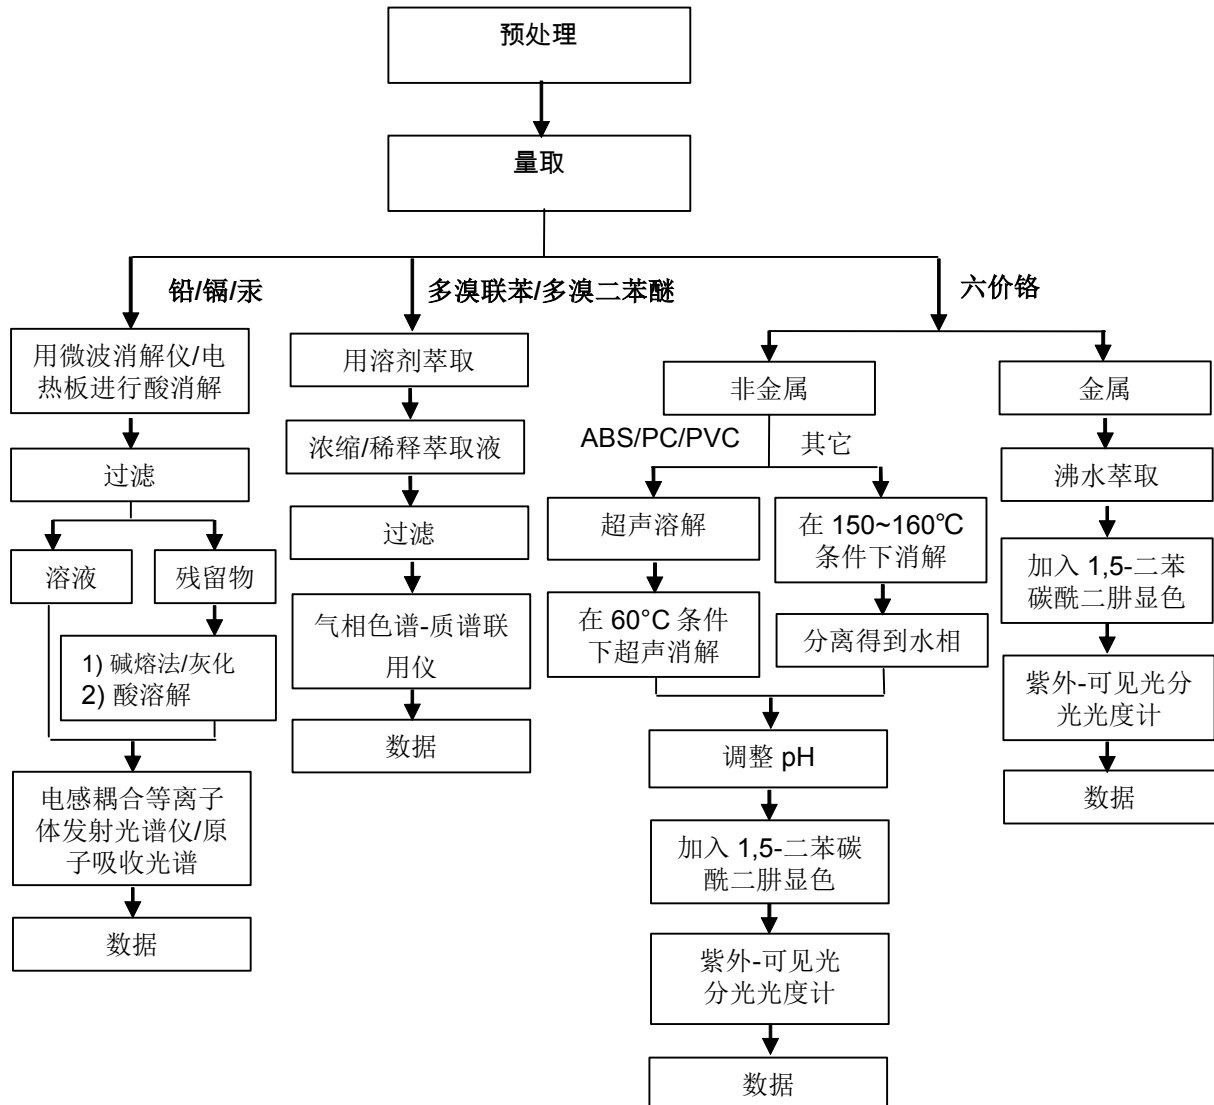 预处理
量取
铅/镉/汞
多溴联苯/多溴二苯醚
六价铬
用微波消解仪/电
热板进行酸消解
过滤
溶液
残留物
1) 碱熔法/灰化
2) 酸溶解
电感耦合等离子
体发射光谱仪/原
子吸收光谱
数据
用溶剂萃取
浓缩/稀释萃取液
过滤
气相色谱-质谱联
用仪
数据
非金属
ABS/PC/PVC
其它
超声溶解
在 60°C 条件
下超声消解
在 150~160℃
条件下消解
分离得到水相
调整 pH
加入 1,5-二苯碳
酰二肼显色
紫外-可见光
分光光度计
数据
金属
沸水萃取
加入 1,5-二苯
碳酰二肼显色
紫外-可见光分
光光度计
数据